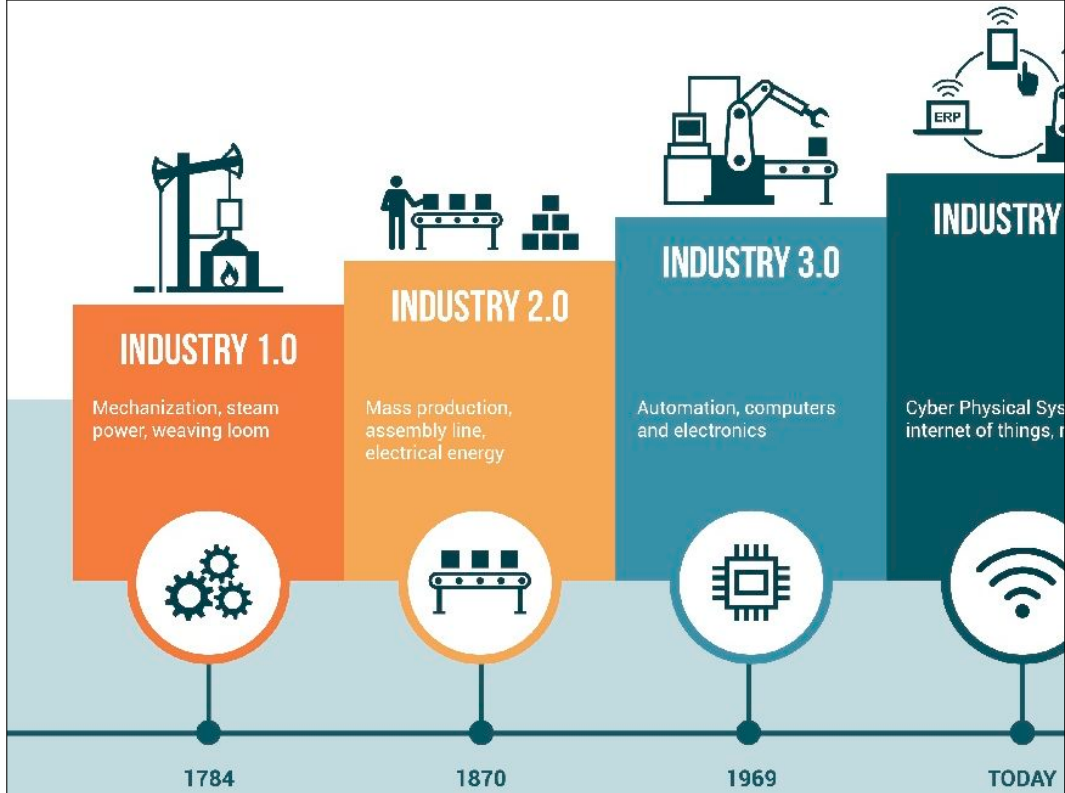 ERP
INDUSTRY 1.0
Mechanization, steam
power, weaving loom
INDUSTRY 2.0
Mass production,
assembly line,
electrical energy
INDUSTRY 3.0
Automation, computers
and electronics
INDUSTRY
Cyber Physical
internet of things,
1784
1870
1969
TODAY